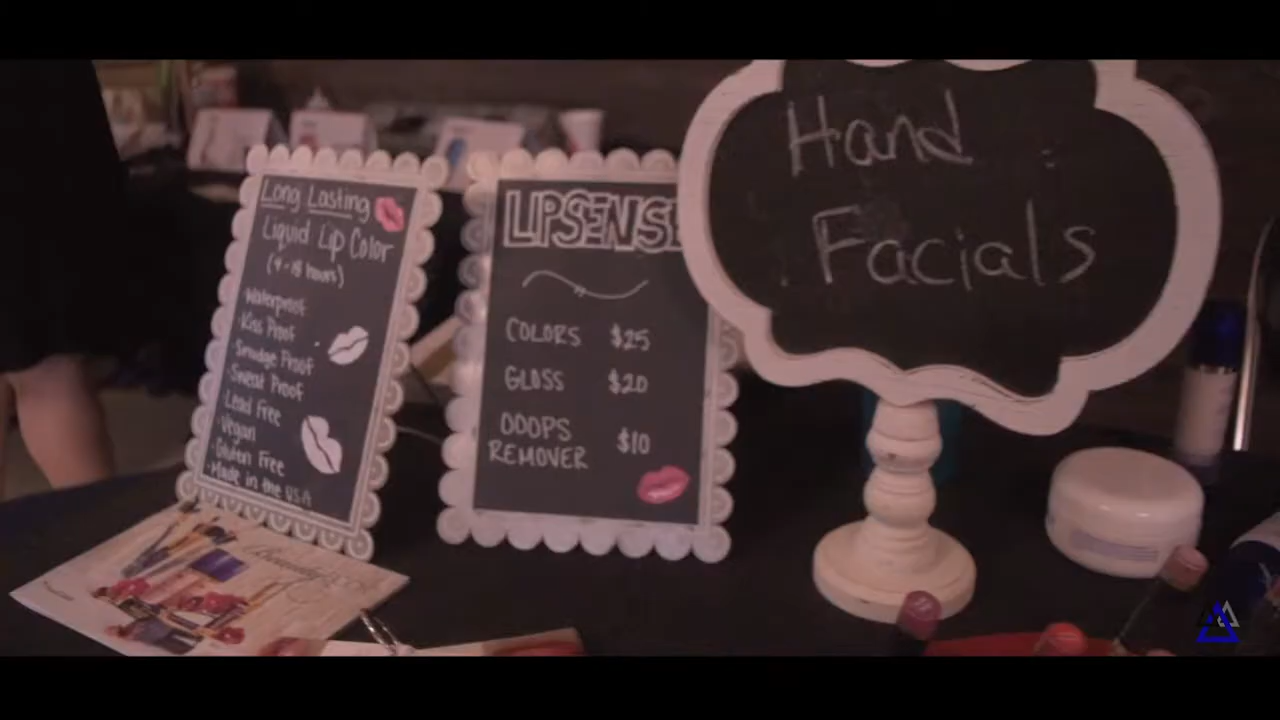 Long Lasting
Liquid Lip Color
(4-18 hours)
·Waterproof
·Kiss Proof
·Smudge Proof
·Sweat Proof
·Lead Free
·Vegan
·Gluten Free
·Made in the USA
LIPSENSE
COLORS $25
GLOSS $20
OOOPS
REMOVER $10
Hand
Facials
Beauty